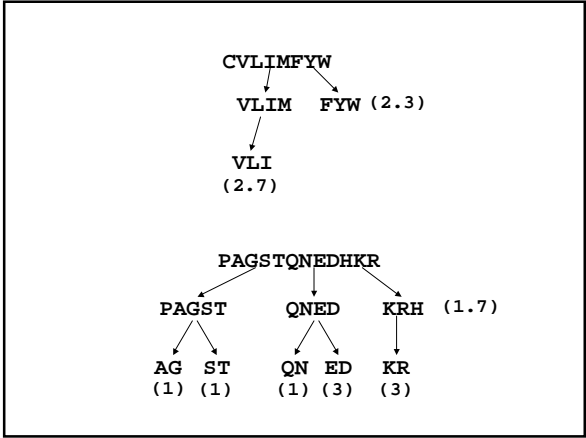 CVLIMFYW
VLIM FYW (2.3)
VLI
(2.7)
PAGSTQNEDHKR
PAGST QNED KRH (1.7)
AG ST QN ED KR
(1) (1) (1) (3) (3)